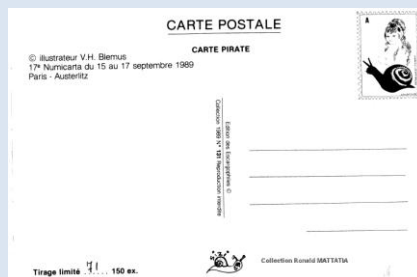 CARTE POSTALE
CARTE PIRATE
© illustrateur V.H. Blemus
17e Numicarta du 15 au 17 septembre 1989
Paris - Austerlitz
A
Edition des Escargophiles ©
Collection 1989 N° 131 Reproduction interdite
Tirage limité 71 150 ex.
Collection Ronald MATTATIA